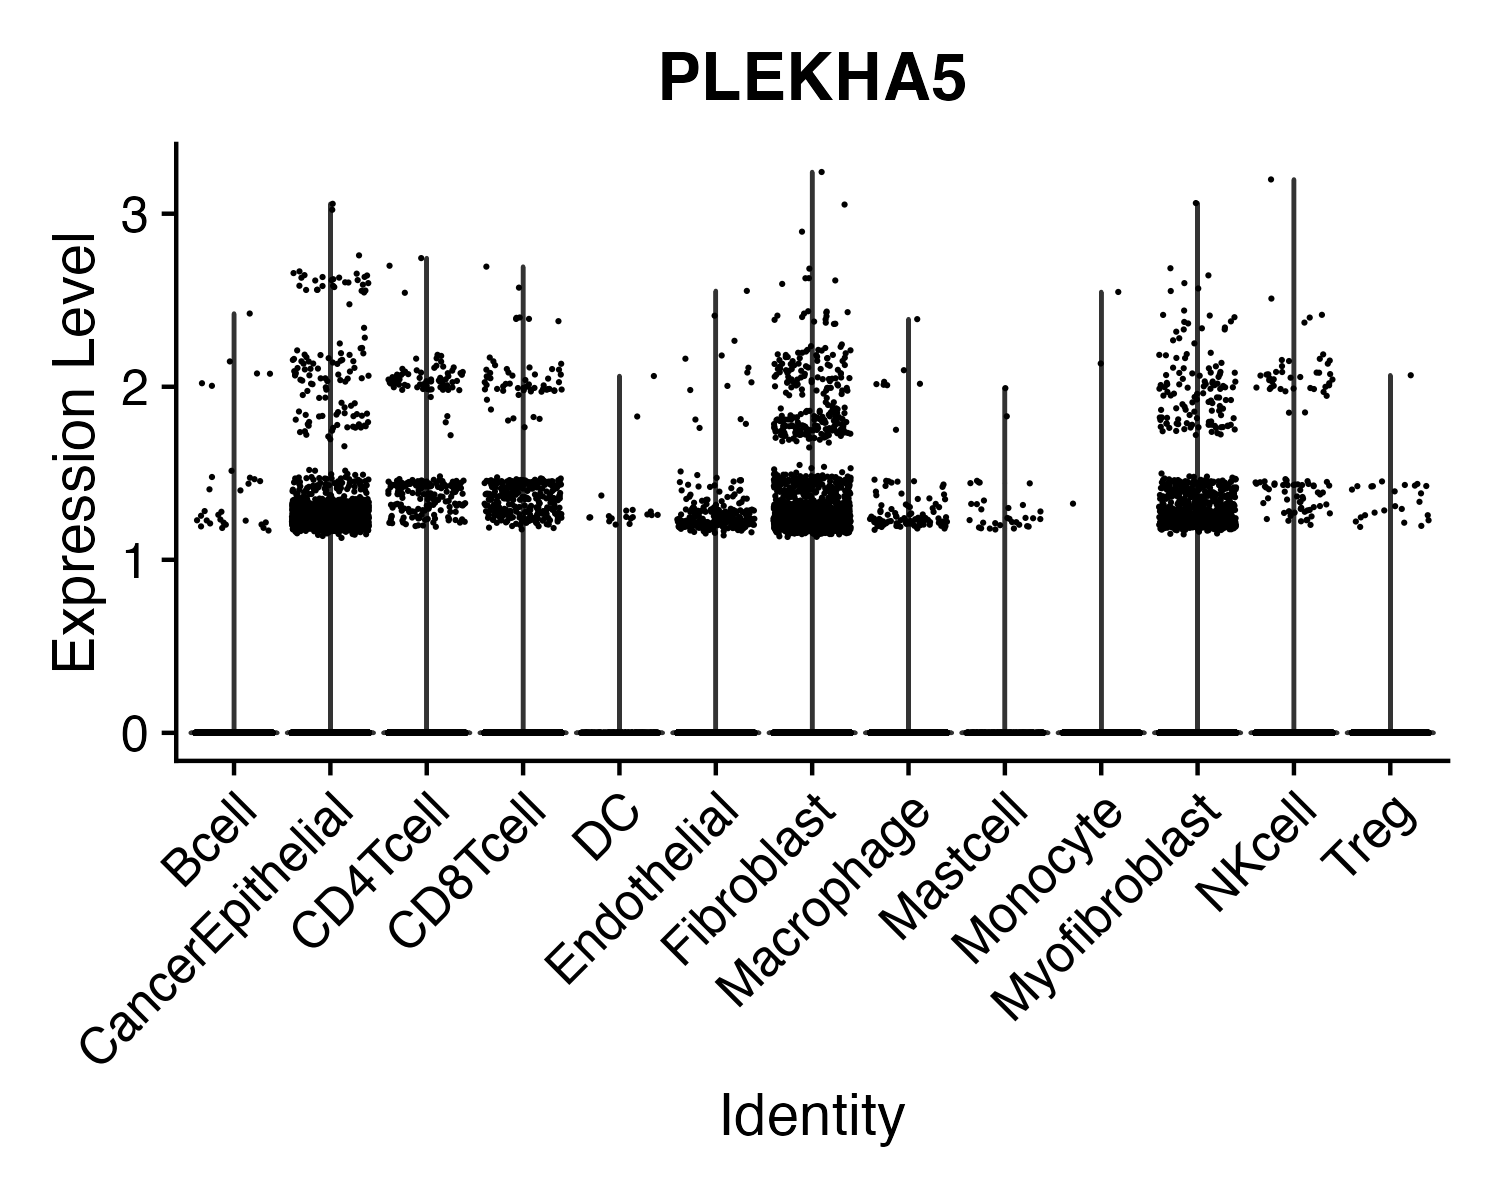 PLEKHA5
Expression Level
3
2
1
0
Bcell
CancerEpithelial
CD4Tcell
CD8Tcell
DC
Endothelial
Fibroblast
Macrophage
Mastcell
Monocyte
Myofibroblast
NKcell
Treg
Identity